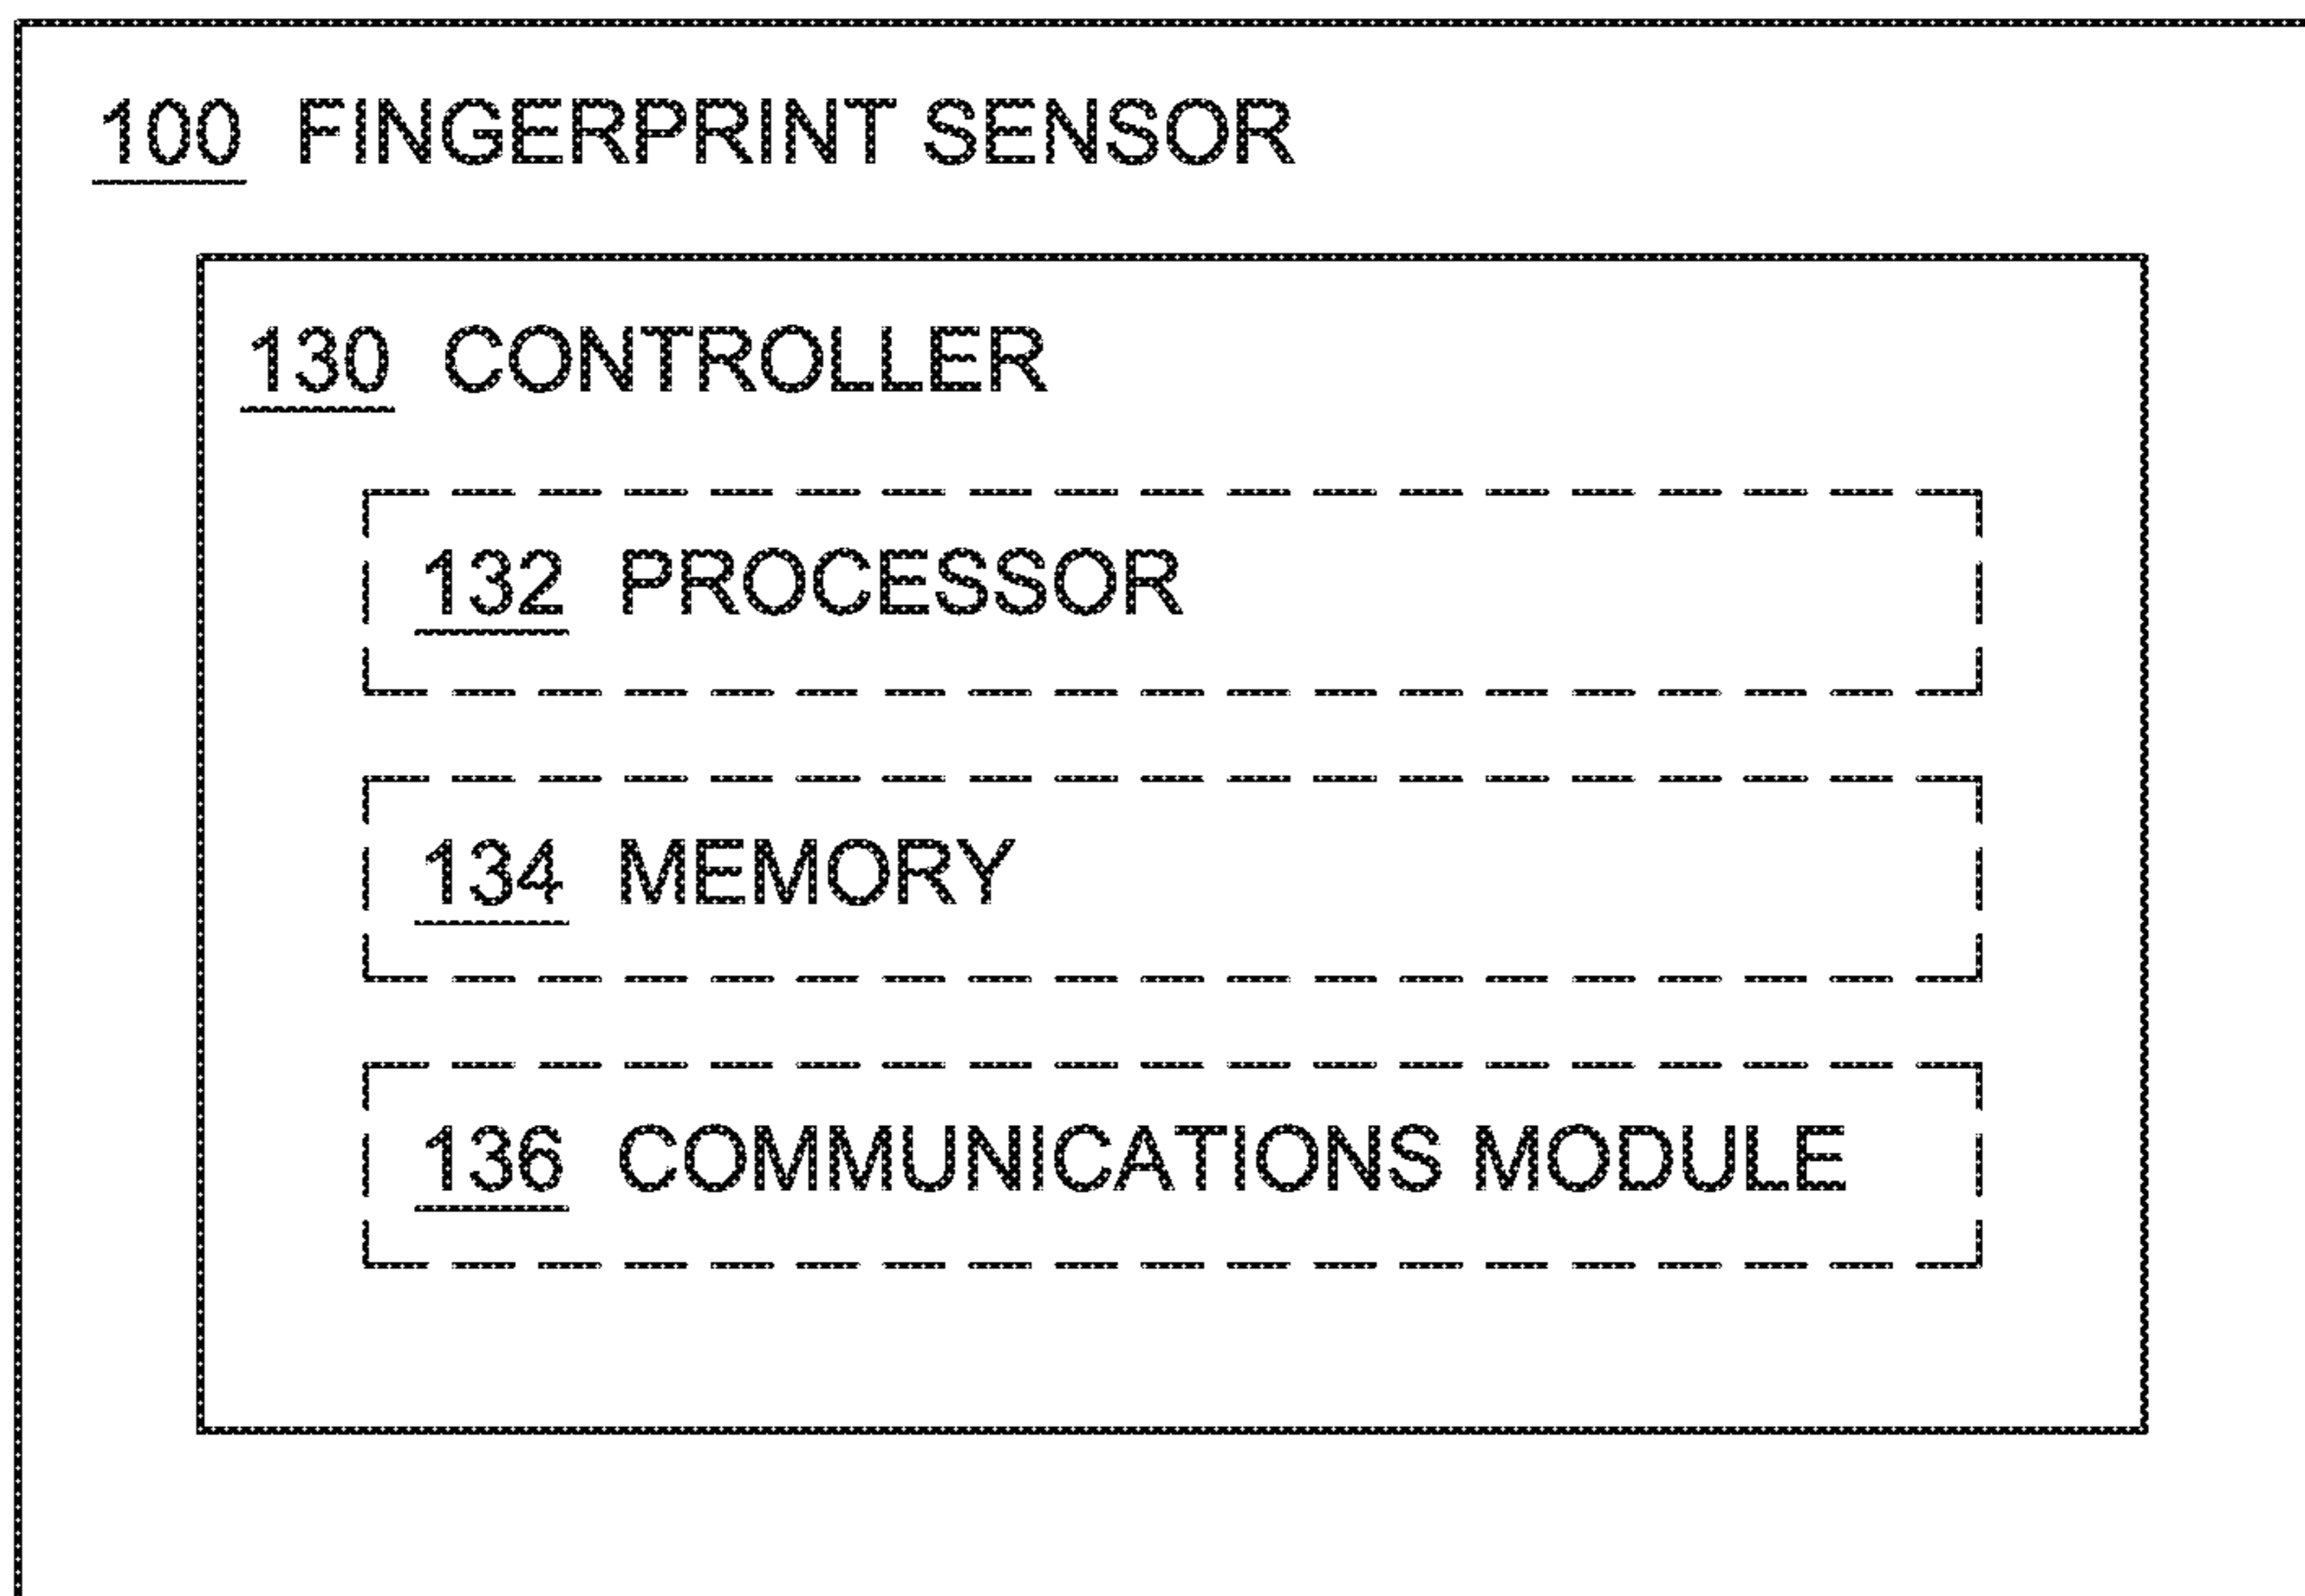 100 FINGERPRINT SENSOR
130 CONTROLLER
132 PROCESSOR
134 MEMORY
136 COMMUNICATIONS MODULE